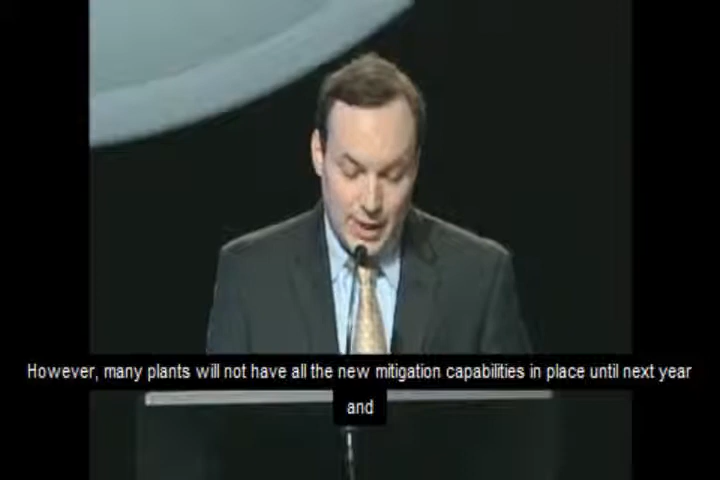 However, many plants will not have all the new mitigation capabilities in place until next year
and